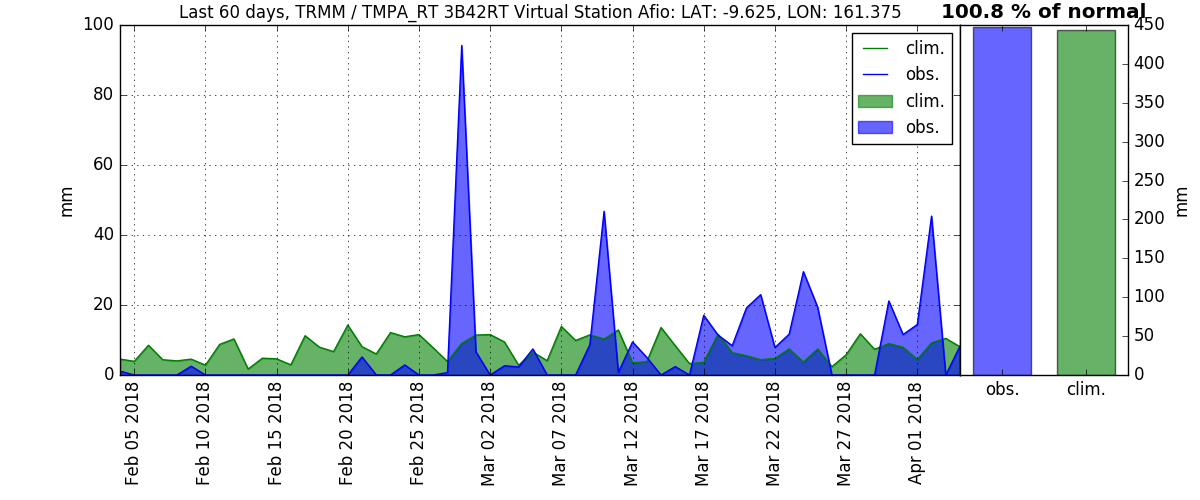 Last 60 days, TRMM / TMPA_RT 3B42RT Virtual Station Afio: LAT: -9.625, LON: 161.375
100.8 % of normal
mm
100
80
60
40
20
0
clim.
obs.
clim.
obs.
450
400
350
300
250
200
150
100
50
0
mm
obs.
clim.
Feb 05 2018
Feb 10 2018
Feb 15 2018
Feb 20 2018
Feb 25 2018
Mar 02 2018
Mar 07 2018
Mar 12 2018
Mar 17 2018
Mar 22 2018
Mar 27 2018
Apr 01 2018